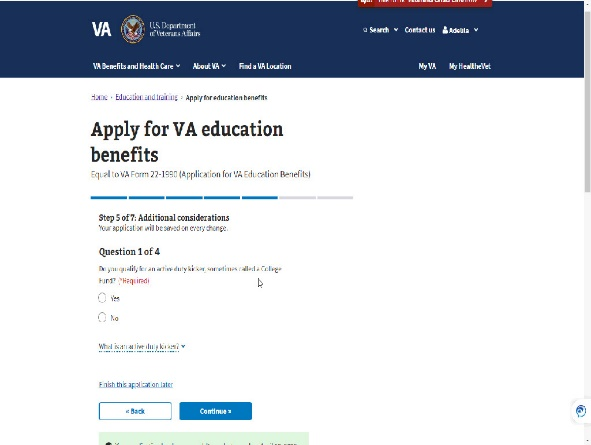 VA
U.S. Department
of Veterans Affairs
Search
Contact us
Adelila
VA Benefits and Health Care
About VA
Find a VA Location
My VA
My HealtheVet
Home › Education and training › Apply for education benefits
Apply for VA education
benefits
Equal to VA Form 22-1990 (Application for VA Education Benefits)
Step 5 of 7: Additional considerations
Your application will be saved on every change.
Question 1 of 4
Do you qualify for an active duty kicker, sometimes called a College
Fund? (*Required)
Yes
No
What is an active duty kicker?
Finish this application later
« Back
Continue »